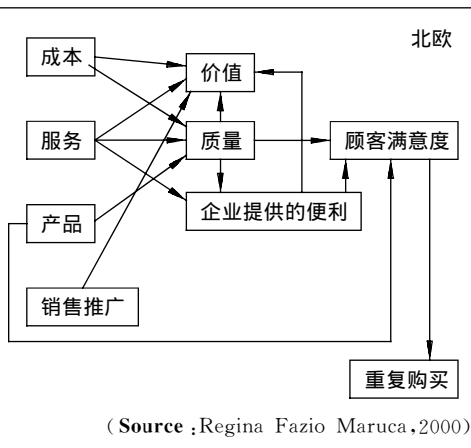 北欧
成本
价值
服务
质量
顾客满意度
产品
企业提供的便利
销售推广
重复购买
(Source:Regina Fazio Maruca,2000)